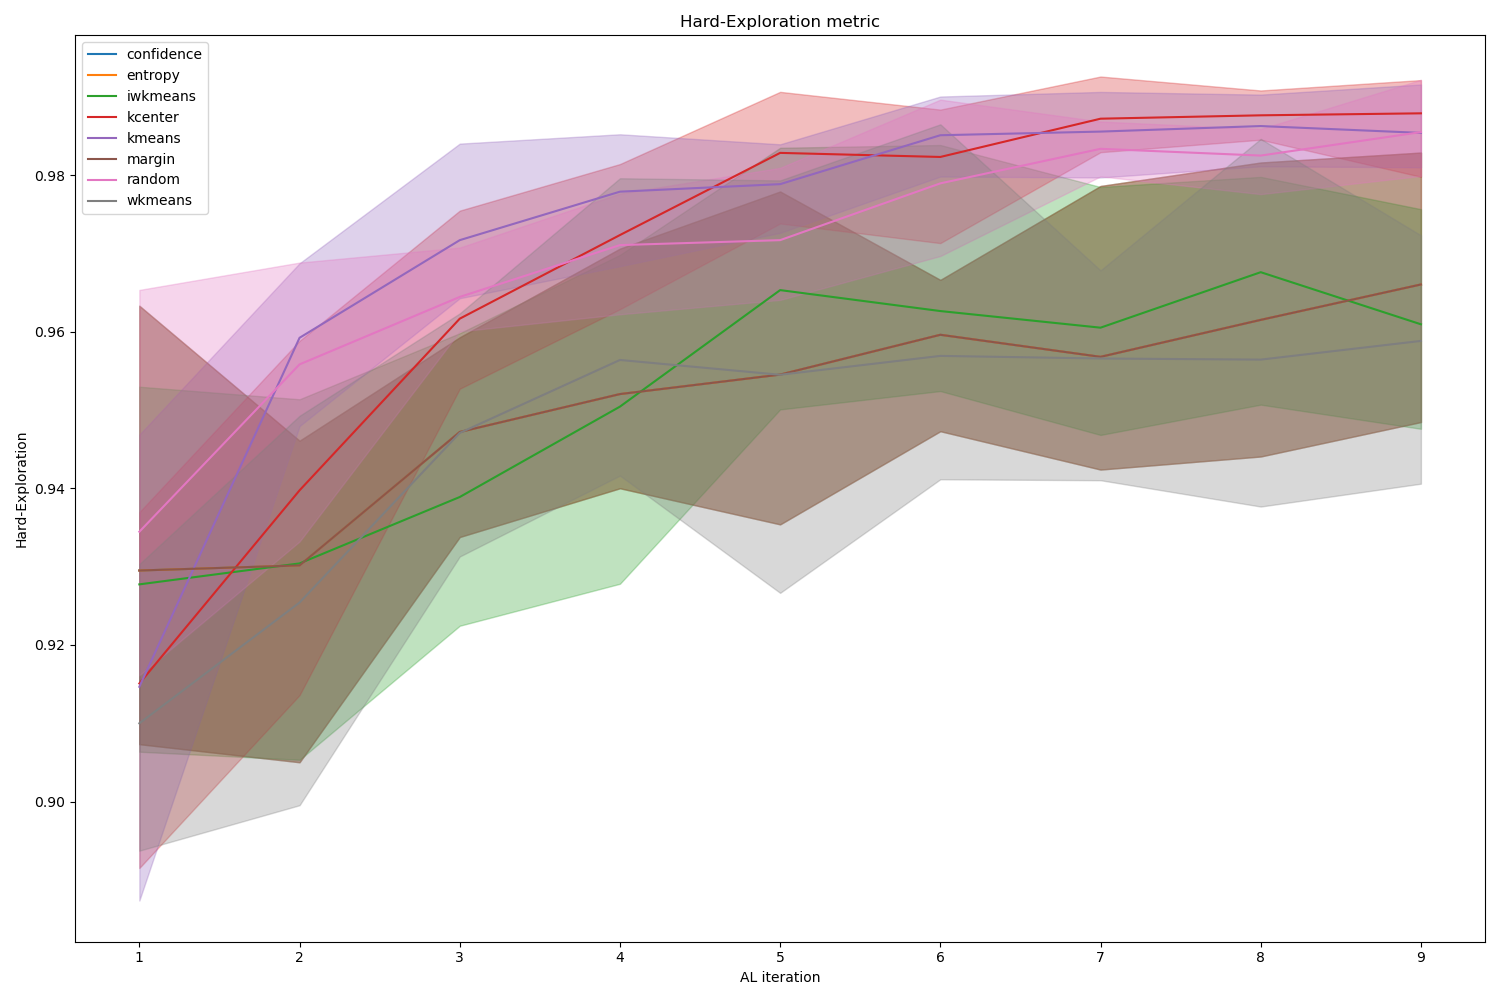 Hard-Exploration metric
confidence
entropy
iwkmeans
kcenter
kmeans
margin
random
wkmeans
0.98
0.96
0.94
0.92
0.90
Hard-Exploration
1 2 3 4 5 6 7 8 9
AL iteration